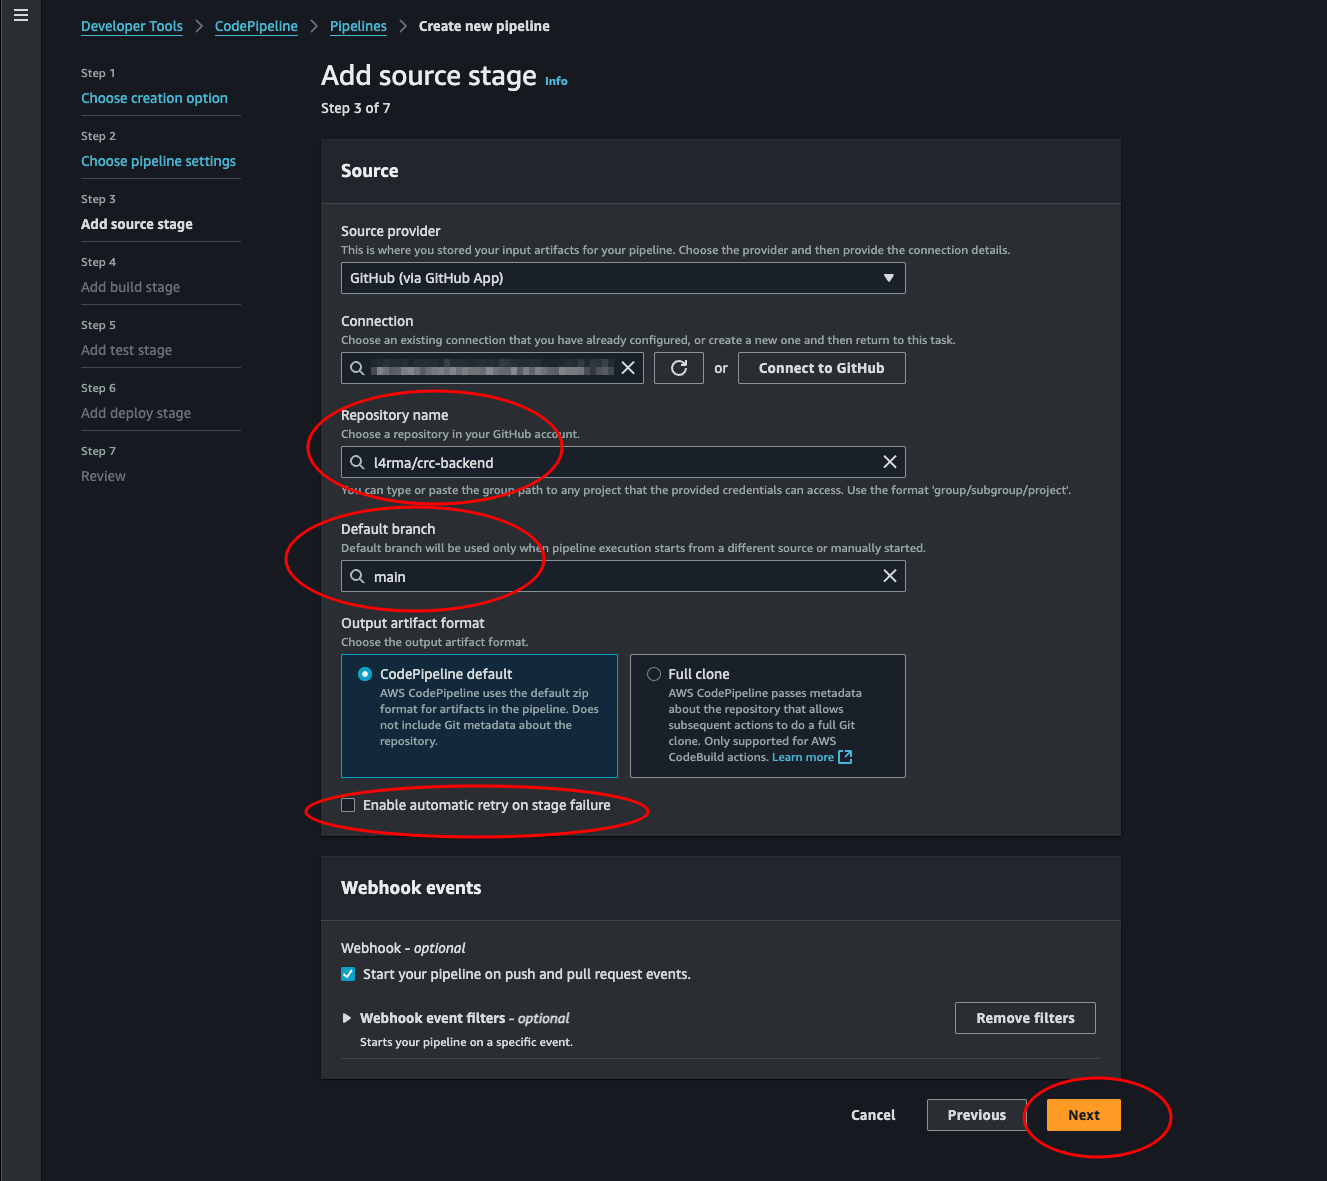 Developer Tools > CodePipeline > Pipelines > Create new pipeline
Step 1
Choose creation option
Step 2
Choose pipeline settings
Step 3
Add source stage
Step 4
Add build stage
Step 5
Add test stage
Step 6
Add deploy stage
Step 7
Review
Add source stage Info
Step 3 of 7
Source
Source provider
This is where you stored your input artifacts for your pipeline. Choose the provider and then provide the connection details.
GitHub (via GitHub App)
Connection
Choose an existing connection that you have already configured, or create a new one and then return to this task.
or Connect to GitHub
Repository name
Choose a repository in your GitHub account.
l4rma/crc-backend
You can type or paste the group path to any project that the provided credentials can access. Use the format 'group/subgroup/project'.
Default branch
Default branch will be used only when pipeline execution starts from a different source or manually started.
main
Output artifact format
Choose the output artifact format.
CodePipeline default
AWS CodePipeline uses the default zip
format for artifacts in the pipeline. Does
not include Git metadata about the
repository.
Full clone
AWS CodePipeline passes metadata
about the repository that allows
subsequent actions to do a full Git
clone. Only supported for AWS
CodeBuild actions. Learn more
Enable automatic retry on stage failure
Webhook events
Webhook - optional
Start your pipeline on push and pull request events.
Webhook event filters - optional
Starts your pipeline on a specific event.
Remove filters
Cancel Previous Next